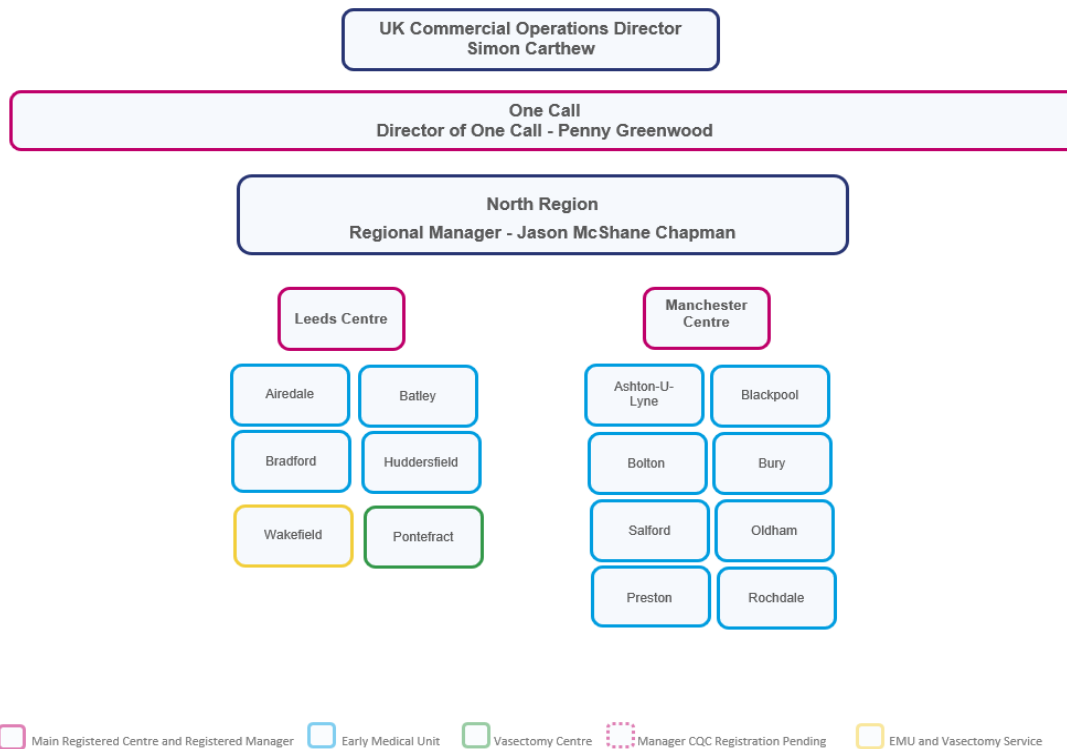 UK Commercial Operations Director
Simon Carthew
One Call
Director of One Call - Penny Greenwood
North Region
Regional Manager - Jason McShane Chapman
Leeds Centre
Manchester
Centre
Airedale
Batley
Ashton-U-
Lyne
Blackpool
Bradford
Huddersfield
Bolton
Bury
Wakefield
Pontefract
Salford
Oldham
Preston
Rochdale
Main Registered Centre and Registered Manager
Early Medical Unit
Vasectomy Centre
Manager CQC Registration Pending
EMU and Vasectomy Service